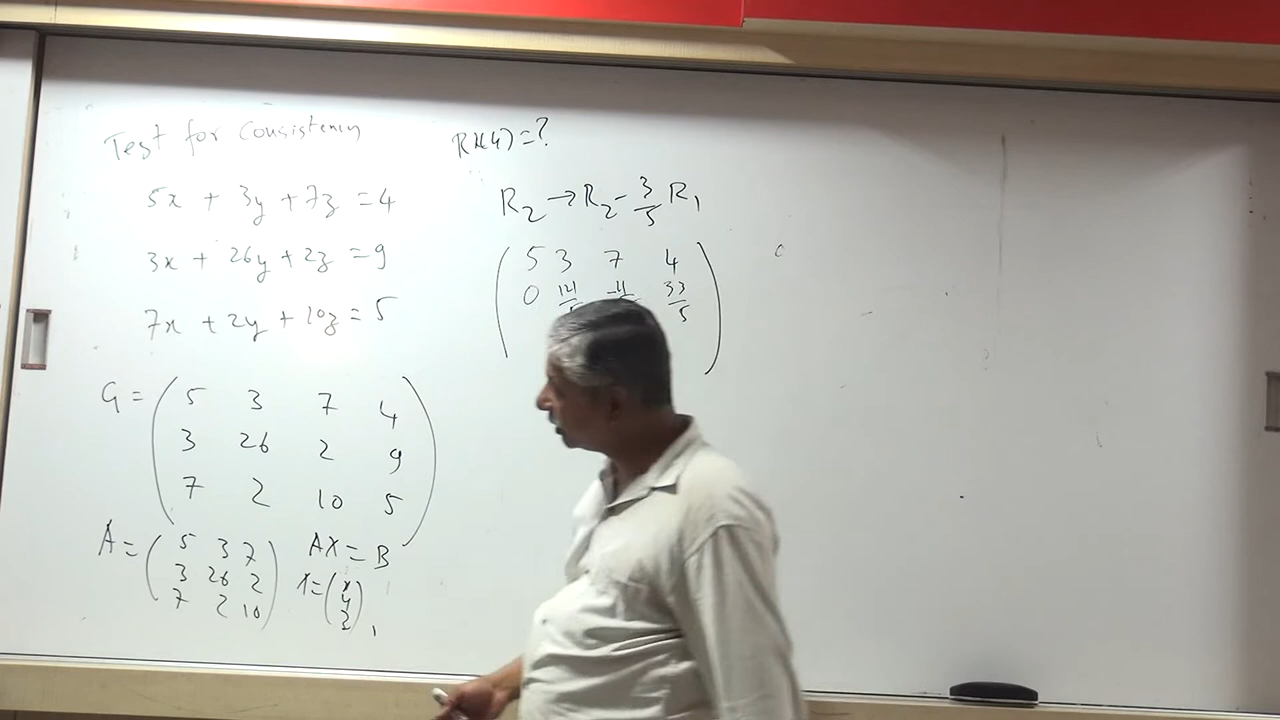 Test for Consistency
5x + 3y + 7z = 4
3x + 26y + 2z = 9
7x + 2y + 10z = 5
G = ( 5 3 7 4
3 26 2 9
7 2 10 5 )
A = ( 5 3 7
3 26 2
7 2 10 )
AX = B
X = ( x
y
z ) ,
= ?
R₂ → R₂ - 3/5 R₁
( 5 3 7 4
0 121/5 33/5 )